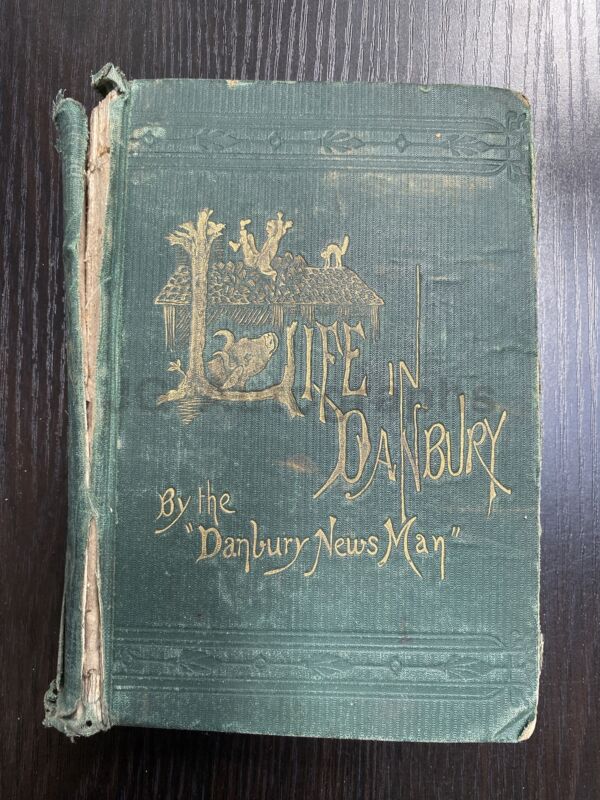 LIFE IN
DANBURY
By the
"Danbury News Man"